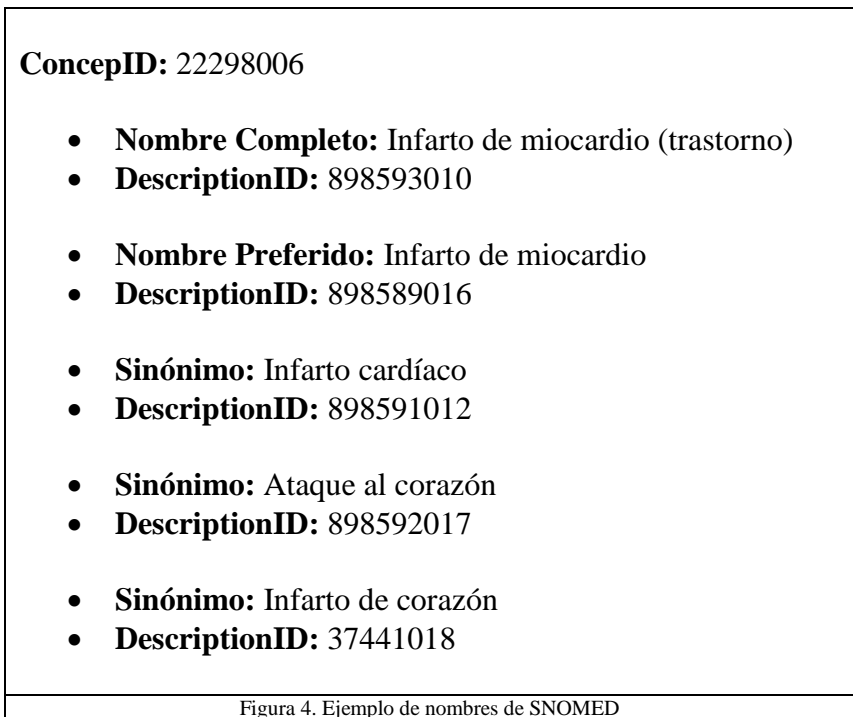 ConcepID: 22298006
• Nombre Completo: Infarto de miocardio (trastorno)
• DescriptionID: 898593010
• Nombre Preferido: Infarto de miocardio
• DescriptionID: 898589016
• Sinónimo: Infarto cardíaco
• DescriptionID: 898591012
• Sinónimo: Ataque al corazón
• DescriptionID: 898592017
• Sinónimo: Infarto de corazón
• DescriptionID: 37441018
Figura 4. Ejemplo de nombres de SNOMED